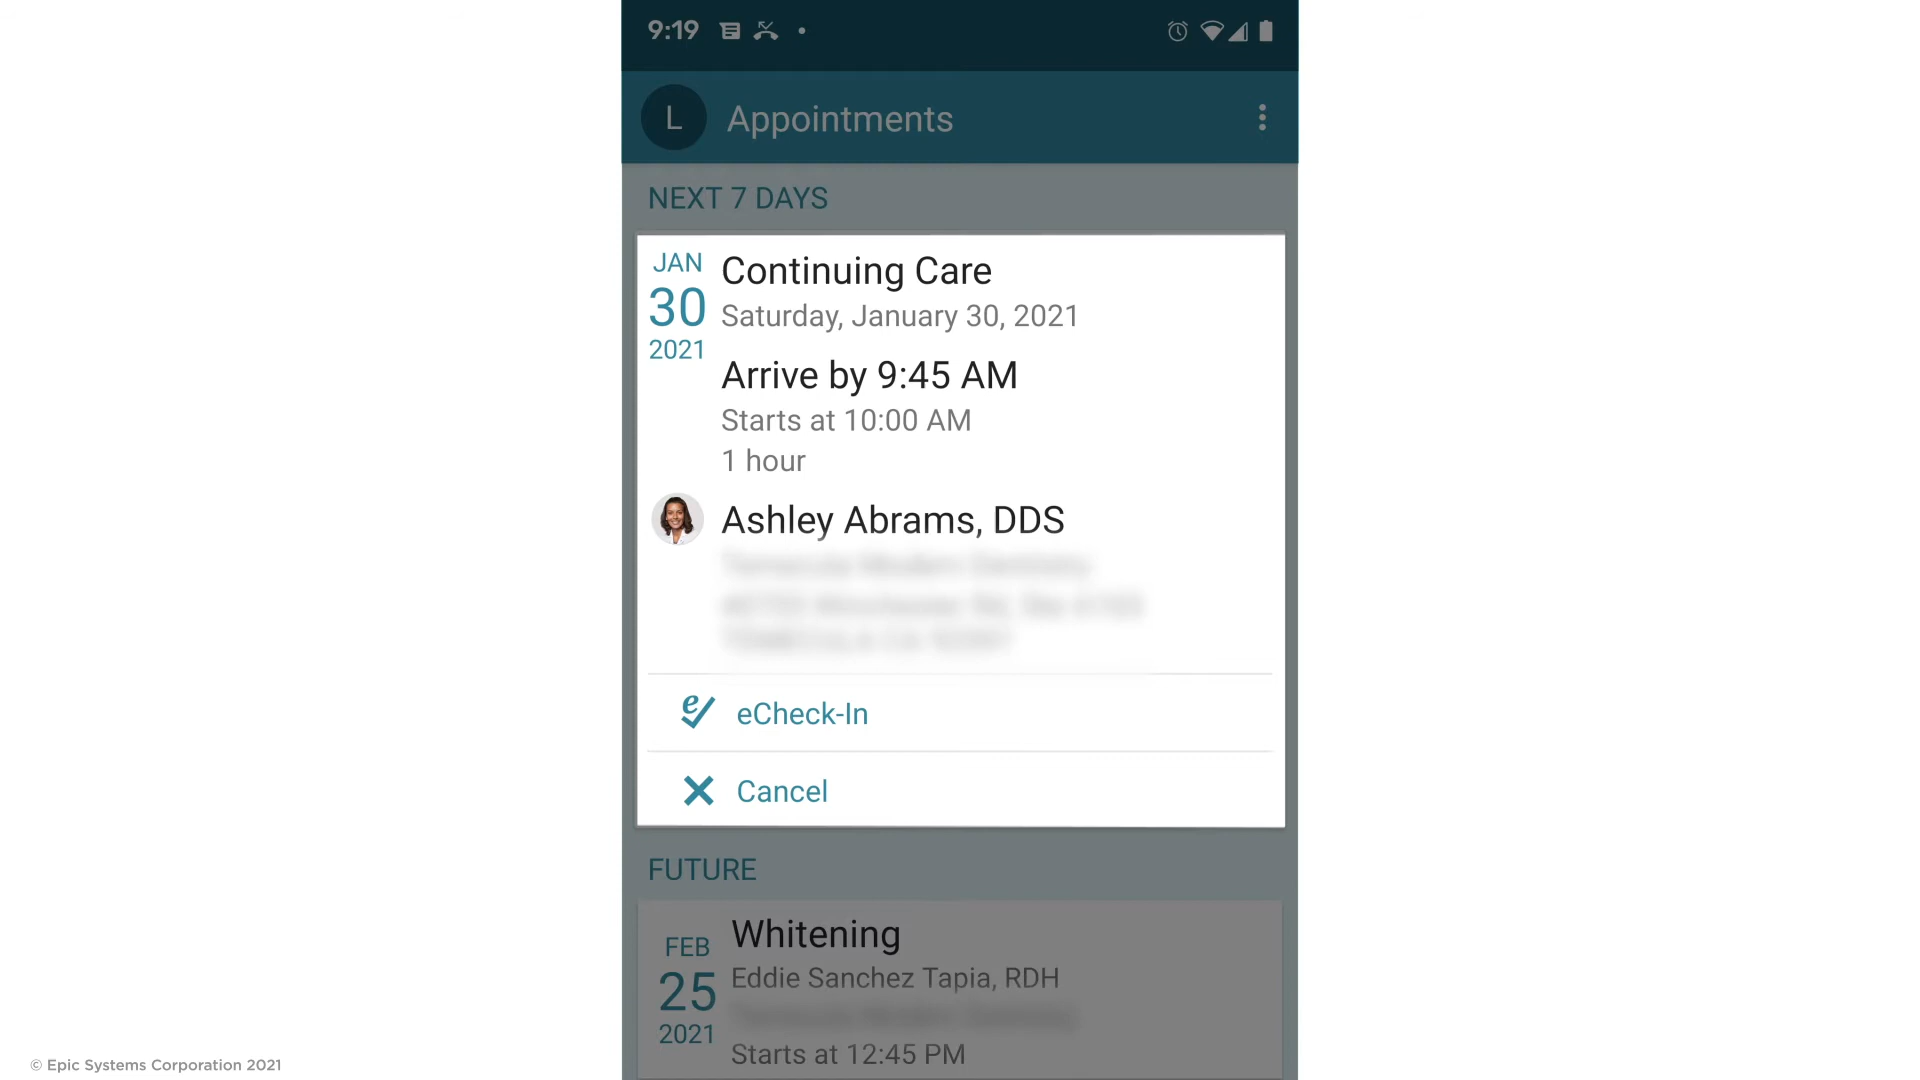 9:19
L Appointments
NEXT 7 DAYS
JAN
30
2021
Continuing Care
Saturday, January 30, 2021
Arrive by 9:45 AM
Starts at 10:00 AM
1 hour
Ashley Abrams, DDS
eCheck-In
Cancel
FUTURE
FEB
25
2021
Whitening
Eddie Sanchez Tapia, RDH
Starts at 12:45 PM
© Epic Systems Corporation 2021